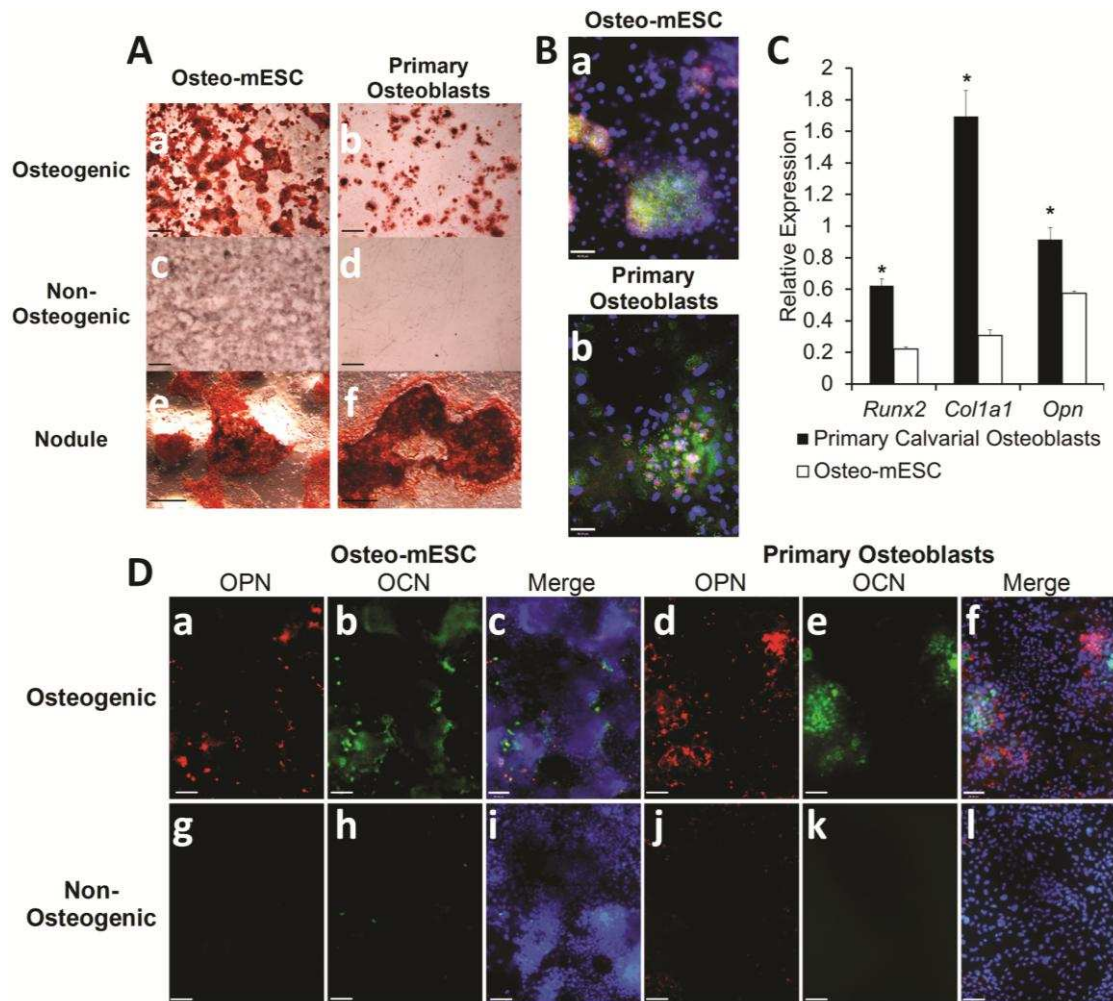 A
Osteo-mESC
Primary
Osteoblasts
Osteogenic
a
b
Non-
Osteogenic
c
d
Nodule
e
f
B
Osteo-mESC
a
Primary
Osteoblasts
b
C
Relative Expression
2
1.8
1.6
1.4
1.2
1
0.8
0.6
0.4
0.2
0
*
*
*
Runx2 Col1a1 Opn
Primary Calvarial Osteoblasts
Osteo-mESC
D
Osteo-mESC Primary Osteoblasts
OPN OCN Merge OPN OCN Merge
Osteogenic
a b c d e f
Non-
Osteogenic
g h i j k l